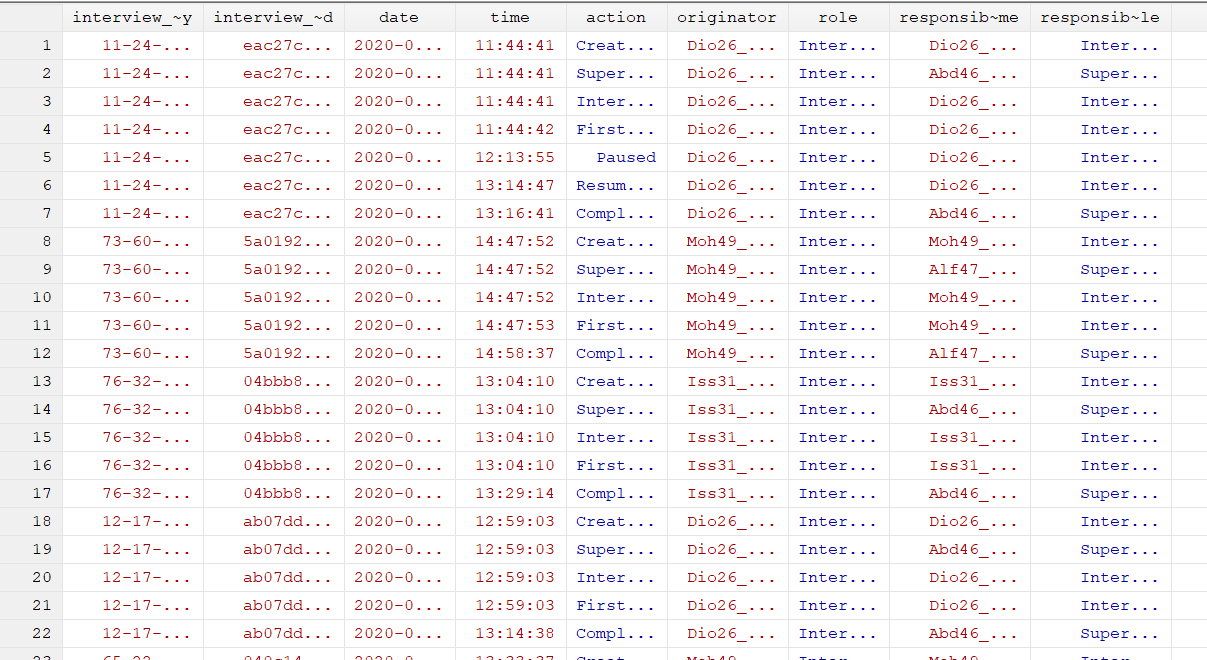 interview_~y interview_~d date time action originator role responsib~me responsib~le
1 11-24-... eac27c... 2020-0... 11:44:41 Creat... Dio26_... Inter... Dio26_... Inter...
2 11-24-... eac27c... 2020-0... 11:44:41 Super... Dio26_... Inter... Abd46_... Super...
3 11-24-... eac27c... 2020-0... 11:44:41 Inter... Dio26_... Inter... Dio26_... Inter...
4 11-24-... eac27c... 2020-0... 11:44:42 First... Dio26_... Inter... Dio26_... Inter...
5 11-24-... eac27c... 2020-0... 12:13:55 Paused Dio26_... Inter... Dio26_... Inter...
6 11-24-... eac27c... 2020-0... 13:14:47 Resum... Dio26_... Inter... Dio26_... Inter...
7 11-24-... eac27c... 2020-0... 13:16:41 Compl... Dio26_... Inter... Abd46_... Super...
8 73-60-... 5a0192... 2020-0... 14:47:52 Creat... Moh49_... Inter... Moh49_... Inter...
9 73-60-... 5a0192... 2020-0... 14:47:52 Super... Moh49_... Inter... Alf47_... Super...
10 73-60-... 5a0192... 2020-0... 14:47:52 Inter... Moh49_... Inter... Moh49_... Inter...
11 73-60-... 5a0192... 2020-0... 14:47:53 First... Moh49_... Inter... Moh49_... Inter...
12 73-60-... 5a0192... 2020-0... 14:58:37 Compl... Moh49_... Inter... Alf47_... Super...
13 76-32-... 04bbb8... 2020-0... 13:04:10 Creat... Iss31_... Inter... Iss31_... Inter...
14 76-32-... 04bbb8... 2020-0... 13:04:10 Super... Iss31_... Inter... Abd46_... Super...
15 76-32-... 04bbb8... 2020-0... 13:04:10 Inter... Iss31_... Inter... Iss31_... Inter...
16 76-32-... 04bbb8... 2020-0... 13:04:10 First... Iss31_... Inter... Iss31_... Inter...
17 76-32-... 04bbb8... 2020-0... 13:29:14 Compl... Iss31_... Inter... Abd46_... Super...
18 12-17-... ab07dd... 2020-0... 12:59:03 Creat... Dio26_... Inter... Dio26_... Inter...
19 12-17-... ab07dd... 2020-0... 12:59:03 Super... Dio26_... Inter... Abd46_... Super...
20 12-17-... ab07dd... 2020-0... 12:59:03 Inter... Dio26_... Inter... Dio26_... Inter...
21 12-17-... ab07dd... 2020-0... 12:59:03 First... Dio26_... Inter... Dio26_... Inter...
22 12-17-... ab07dd... 2020-0... 13:14:38 Compl... Dio26_... Inter... Abd46_... Super...